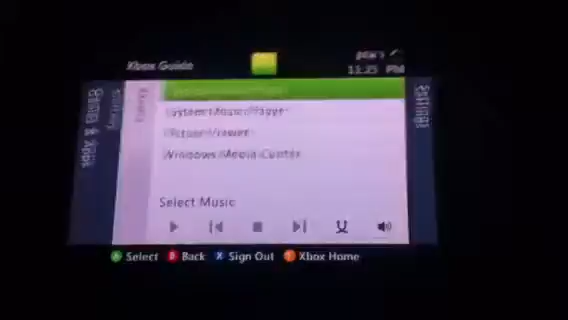 Xbox Guide
11:25 PM
Games & Apps
Media
Settings
System Music Player
Picture Viewer
Windows Media Center
Select Music
A Select B Back X Sign Out Y Xbox Home